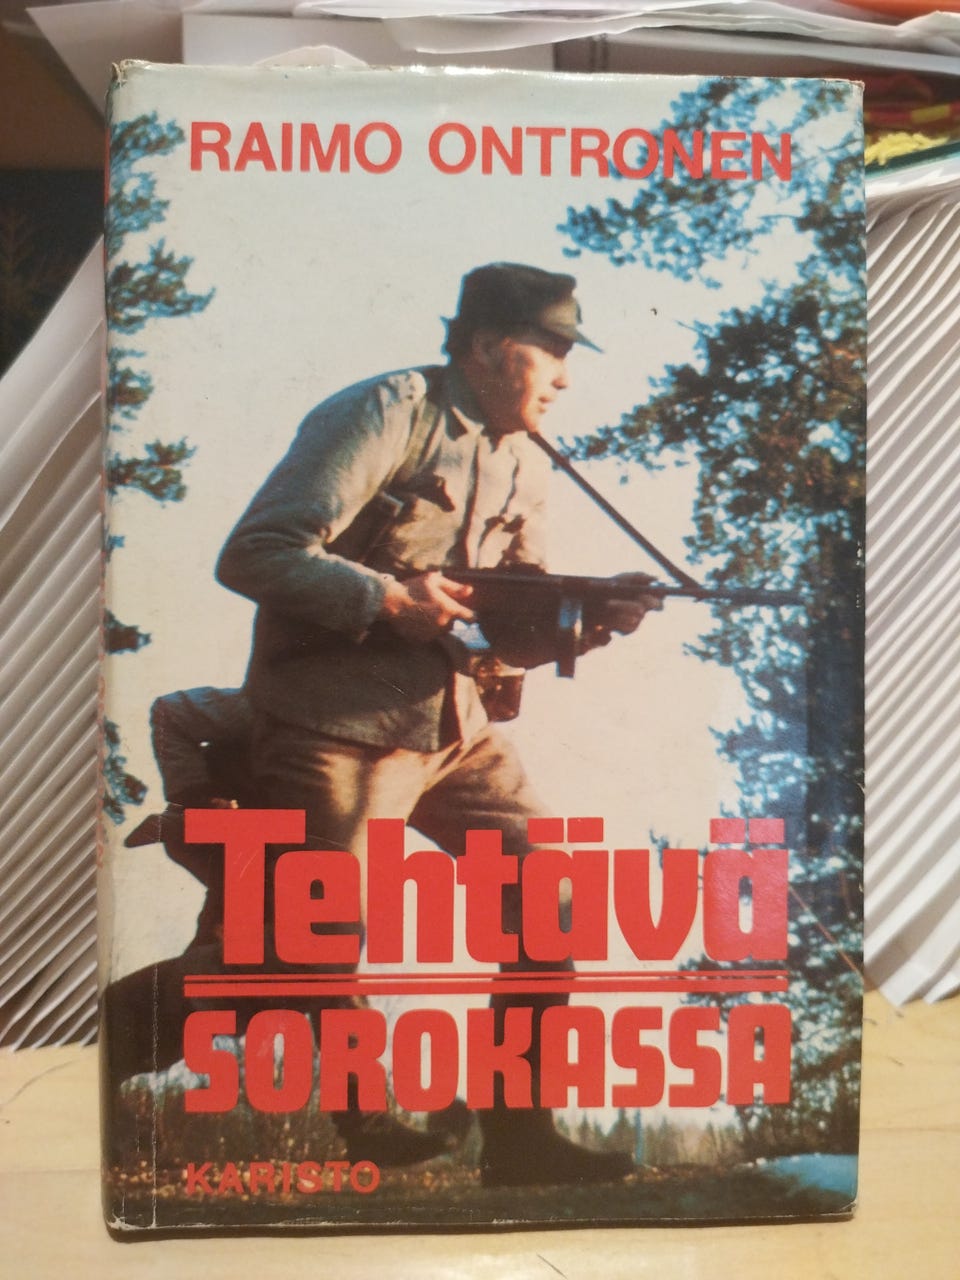 RAIMO ONTRONEN
Tehtävä
SOROKASSA
KARISTO